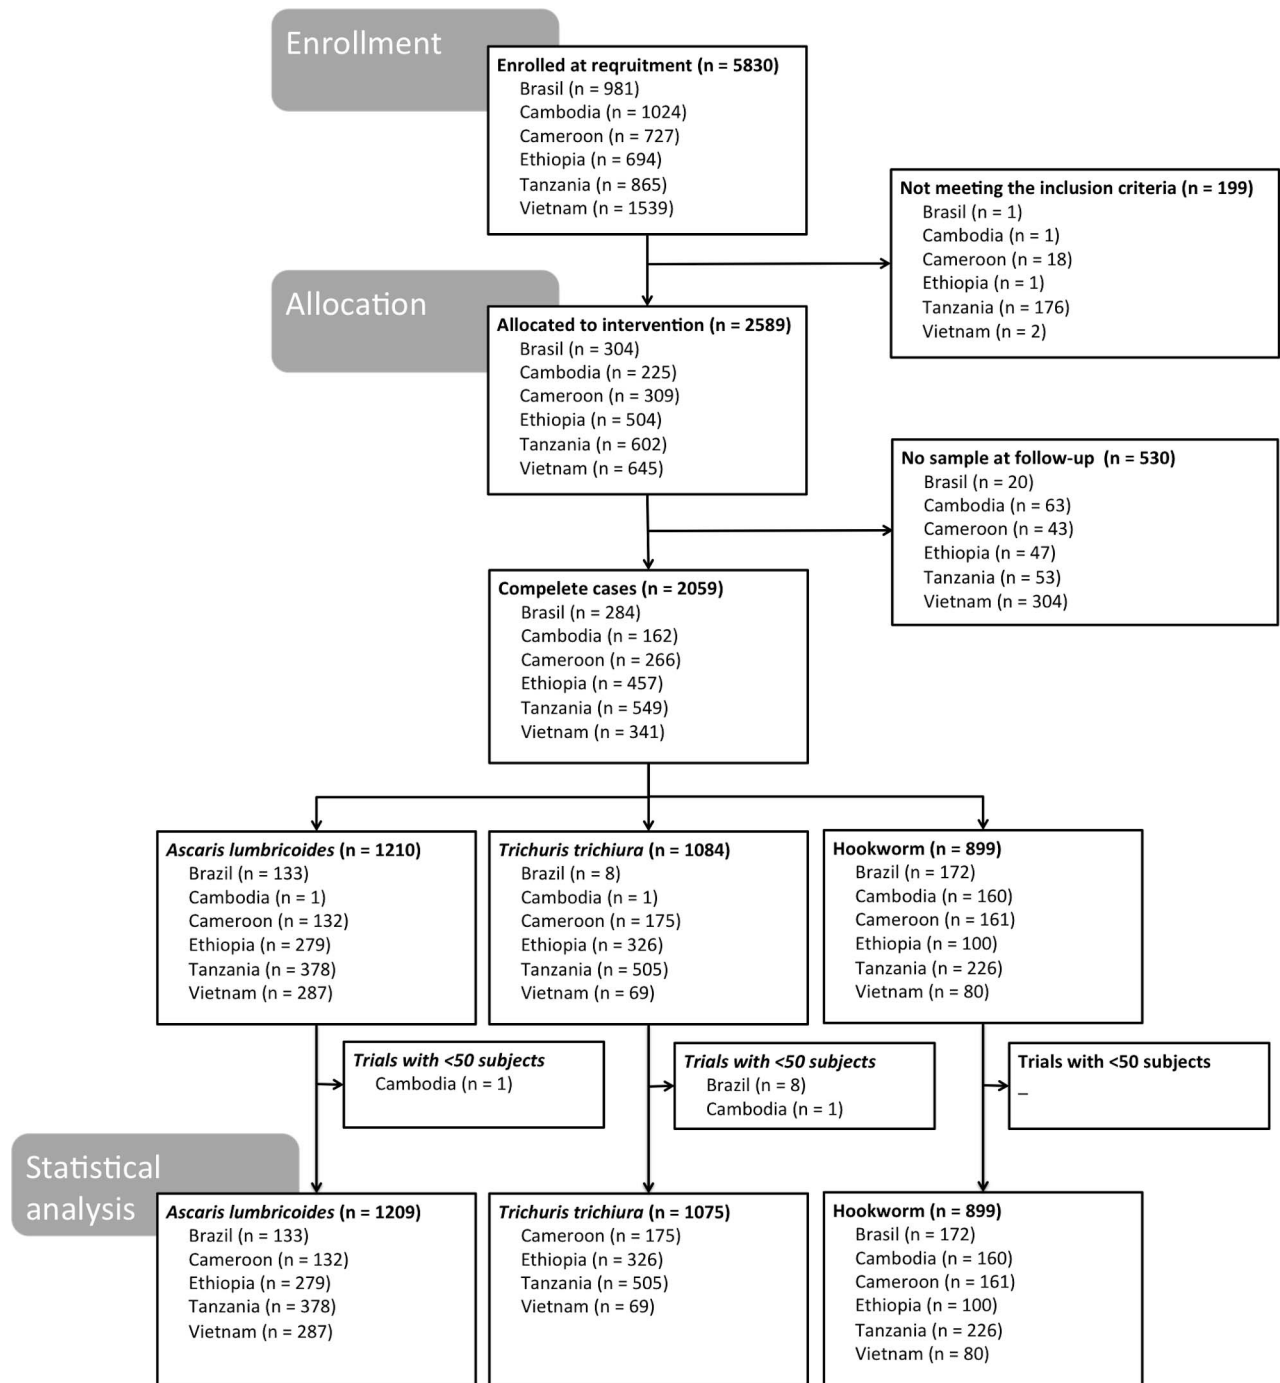 Enrollment
Enrolled at reqruitment (n = 5830)
Brasil (n = 981)
Cambodia (n = 1024)
Cameroon (n = 727)
Ethiopia (n = 694)
Tanzania (n = 865)
Vietnam (n = 1539)
Not meeting the inclusion criteria (n = 199)
Brasil (n = 1)
Cambodia (n = 1)
Cameroon (n = 18)
Ethiopia (n = 1)
Tanzania (n = 176)
Vietnam (n = 2)
Allocation
Allocated to intervention (n = 2589)
Brasil (n = 304)
Cambodia (n = 225)
Cameroon (n = 309)
Ethiopia (n = 504)
Tanzania (n = 602)
Vietnam (n = 645)
No sample at follow-up (n = 530)
Brasil (n = 20)
Cambodia (n = 63)
Cameroon (n = 43)
Ethiopia (n = 47)
Tanzania (n = 53)
Vietnam (n = 304)
Compelete cases (n = 2059)
Brasil (n = 284)
Cambodia (n = 162)
Cameroon (n = 266)
Ethiopia (n = 457)
Tanzania (n = 549)
Vietnam (n = 341)
Ascaris lumbricoides (n = 1210)
Brazil (n = 133)
Cambodia (n = 1)
Cameroon (n = 132)
Ethiopia (n = 279)
Tanzania (n = 378)
Vietnam (n = 287)
Trichuris trichiura (n = 1084)
Brazil (n = 8)
Cambodia (n = 1)
Cameroon (n = 175)
Ethiopia (n = 326)
Tanzania (n = 505)
Vietnam (n = 69)
Hookworm (n = 899)
Brazil (n = 172)
Cambodia (n = 160)
Cameroon (n = 161)
Ethiopia (n = 100)
Tanzania (n = 226)
Vietnam (n = 80)
Trials with <50 subjects
Cambodia (n = 1)
Trials with <50 subjects
Brazil (n = 8)
Cambodia (n = 1)
Trials with <50 subjects
–
Statistical
analysis
Ascaris lumbricoides (n = 1209)
Brazil (n = 133)
Cameroon (n = 132)
Ethiopia (n = 279)
Tanzania (n = 378)
Vietnam (n = 287)
Trichuris trichiura (n = 1075)
Cameroon (n = 175)
Ethiopia (n = 326)
Tanzania (n = 505)
Vietnam (n = 69)
Hookworm (n = 899)
Brasil (n = 172)
Cambodia (n = 160)
Cameroon (n = 161)
Ethiopia (n = 100)
Tanzania (n = 226)
Vietnam (n = 80)